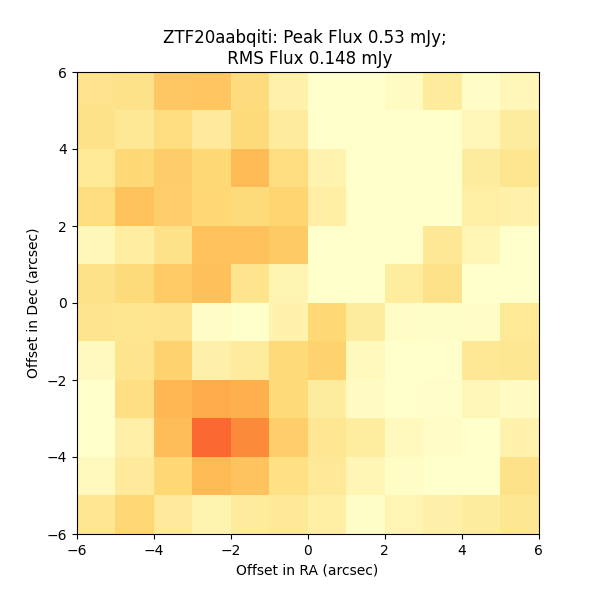 ZTF20aabqiti: Peak Flux 0.53 mJy;
RMS Flux 0.148 mJy
6
4
2
0
−2
−4
−6
Offset in Dec (arcsec)
−6 −4 −2 0 2 4 6
Offset in RA (arcsec)